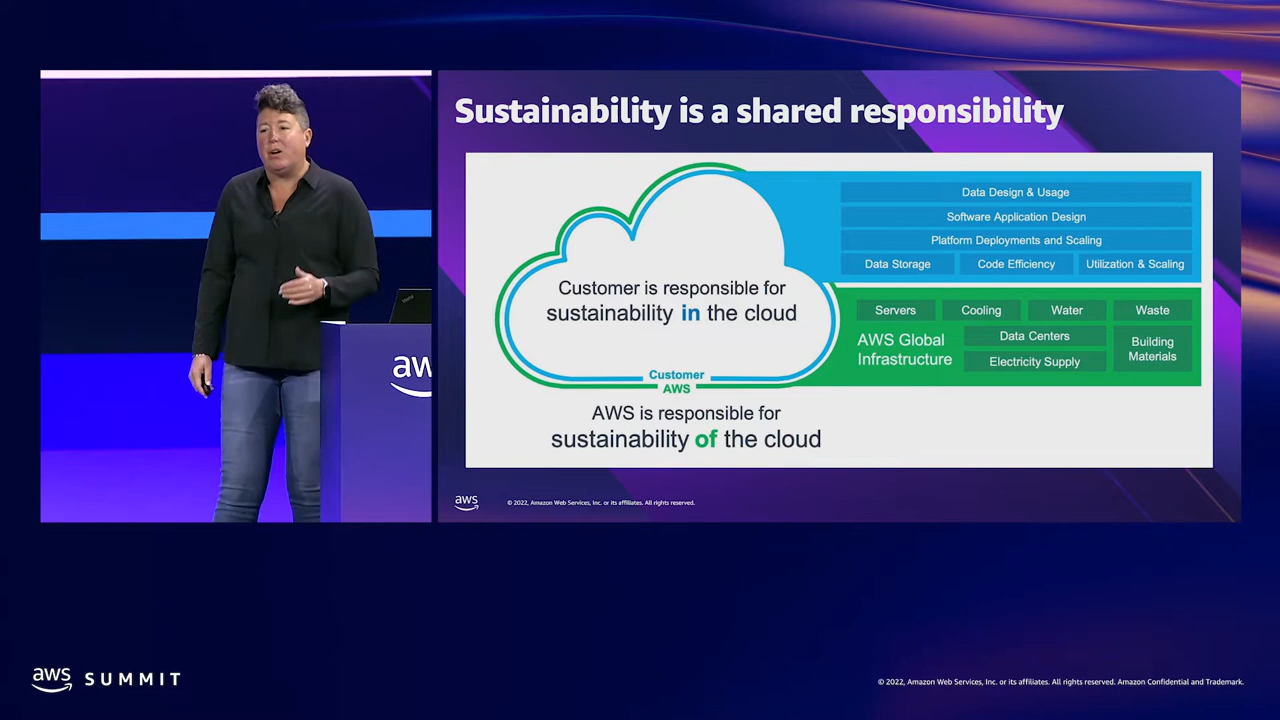 Sustainability is a shared responsibility
Data Design & Usage
Software Application Design
Platform Deployments and Scaling
Data Storage
Code Efficiency
Utilization & Scaling
Customer is responsible for
sustainability in the cloud
Servers
Cooling
Water
Waste
AWS Global
Infrastructure
Data Centers
Electricity Supply
Building
Materials
Customer
AWS
AWS is responsible for
sustainability of the cloud
aws
© 2022, Amazon Web Services, Inc. or its affiliates. All rights reserved.
aw
aws SUMMIT
© 2022, Amazon Web Services, Inc. or its affiliates. All rights reserved. Amazon Confidential and Trademark.